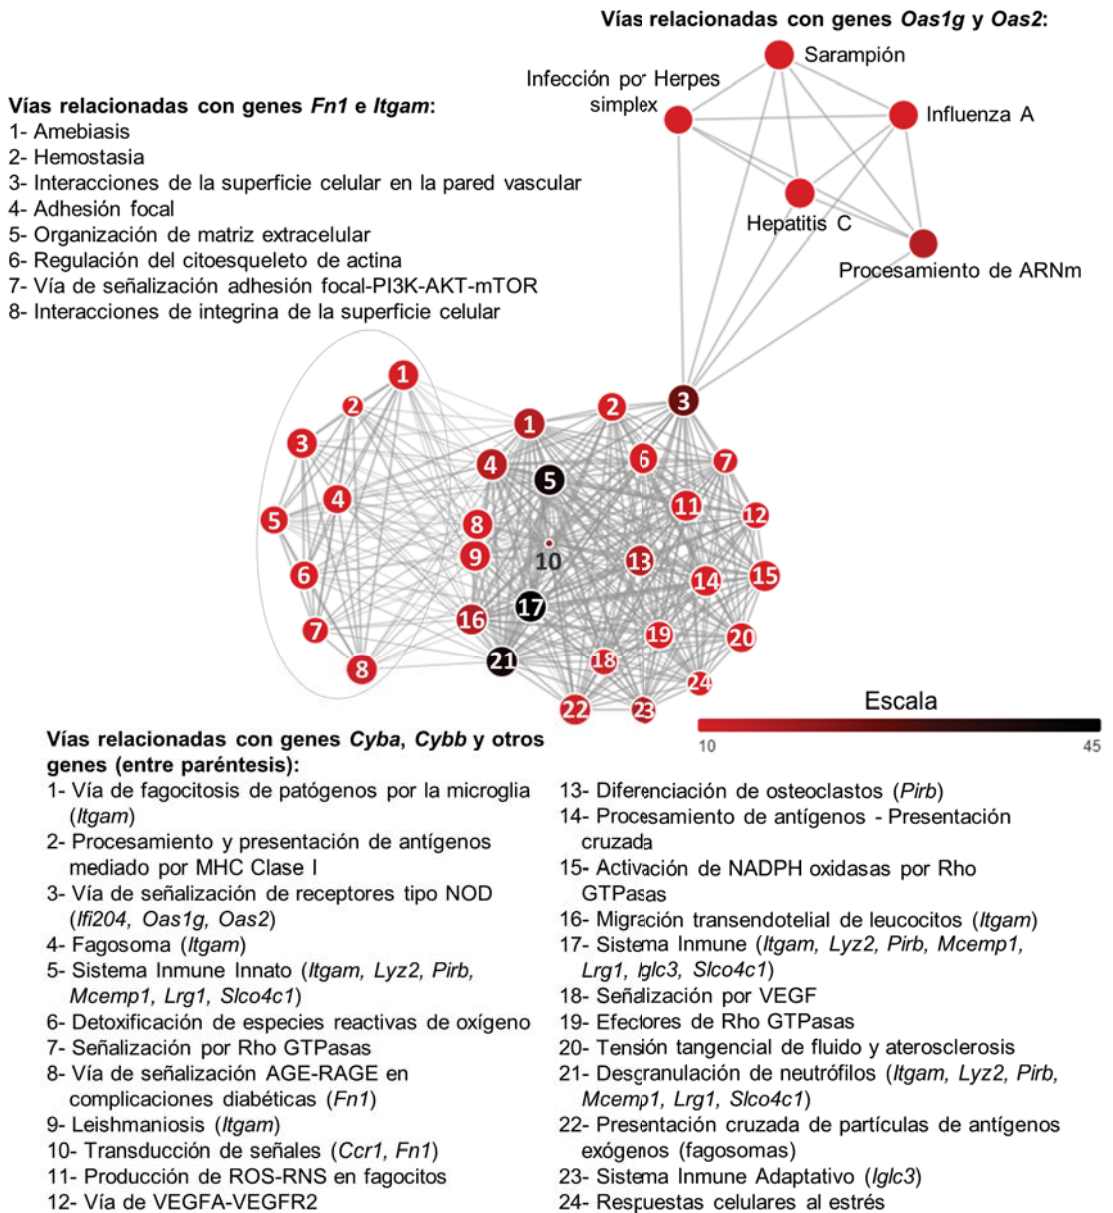 Vías relacionadas con genes Oas1g y Oas2:
Sarampión
Infección por Herpes
simplex
Influenza A
Hepatitis C
Procesamiento de ARNm
Vías relacionadas con genes Fn1 e Itgam:
1- Amebiasis
2- Hemostasia
3- Interacciones de la superficie celular en la pared vascular
4- Adhesión focal
5- Organización de matriz extracelular
6- Regulación del citoesqueleto de actina
7- Vía de señalización adhesión focal-PI3K-AKT-mTOR
8- Interacciones de integrina de la superficie celular
1
2
3
4
5
6
7
8
1
2
3
4
5
6
7
8
9
10
11
12
13
14
15
16
17
18
19
20
21
22
23
24
Escala
10
45
Vías relacionadas con genes Cyba, Cybb y otros
genes (entre paréntesis):
1- Vía de fagocitosis de patógenos por la microglia
(Itgam)
2- Procesamiento y presentación de antígenos
mediado por MHC Clase I
3- Vía de señalización de receptores tipo NOD
(Ifi204, Oas1g, Oas2)
4- Fagosoma (Itgam)
5- Sistema Inmune Innato (Itgam, Lyz2, Pirb,
Mcemp1, Lrg1, Slco4c1)
6- Detoxificación de especies reactivas de oxígeno
7- Señalización por Rho GTPasas
8- Vía de señalización AGE-RAGE en
complicaciones diabéticas (Fn1)
9- Leishmaniosis (Itgam)
10- Transducción de señales (Ccr1, Fn1)
11- Producción de ROS-RNS en fagocitos
12- Vía de VEGFA-VEGFR2
13- Diferenciación de osteoclastos (Pirb)
14- Procesamiento de antígenos - Presentación
cruzada
15- Activación de NADPH oxidasas por Rho
GTPasas
16- Migración transendotelial de leucocitos (Itgam)
17- Sistema Inmune (Itgam, Lyz2, Pirb, Mcemp1,
Lrg1, Iglc3, Slco4c1)
18- Señalización por VEGF
19- Efectores de Rho GTPasas
20- Tensión tangencial de fluido y aterosclerosis
21- Desgranulación de neutrófilos (Itgam, Lyz2, Pirb,
Mcemp1, Lrg1, Slco4c1)
22- Presentación cruzada de partículas de antígenos
exógenos (fagosomas)
23- Sistema Inmune Adaptativo (Iglc3)
24- Respuestas celulares al estrés